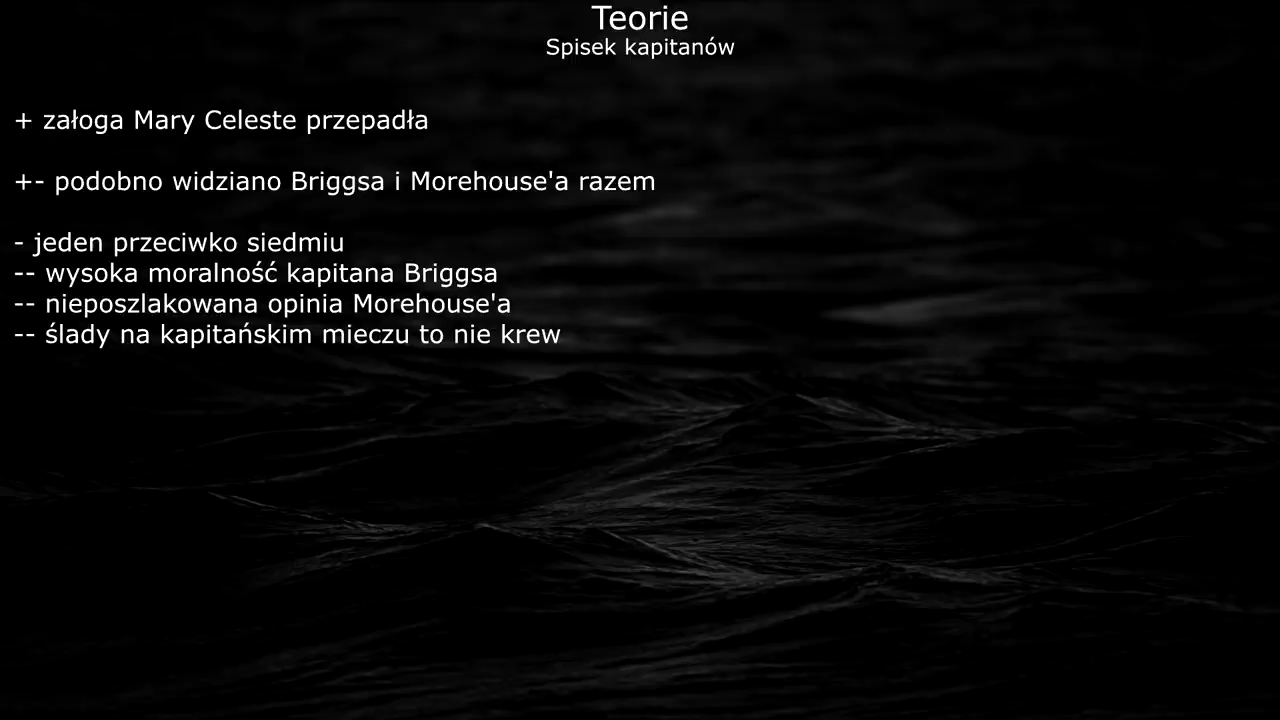 Teorie
Spisek kapitanów
+ załoga Mary Celeste przepadła
+- podobno widziano Briggsa i Morehouse'a razem
- jeden przeciwko siedmiu
-- wysoka moralność kapitana Briggsa
-- nieposzlakowana opinia Morehouse'a
-- ślady na kapitańskim mieczu to nie krew